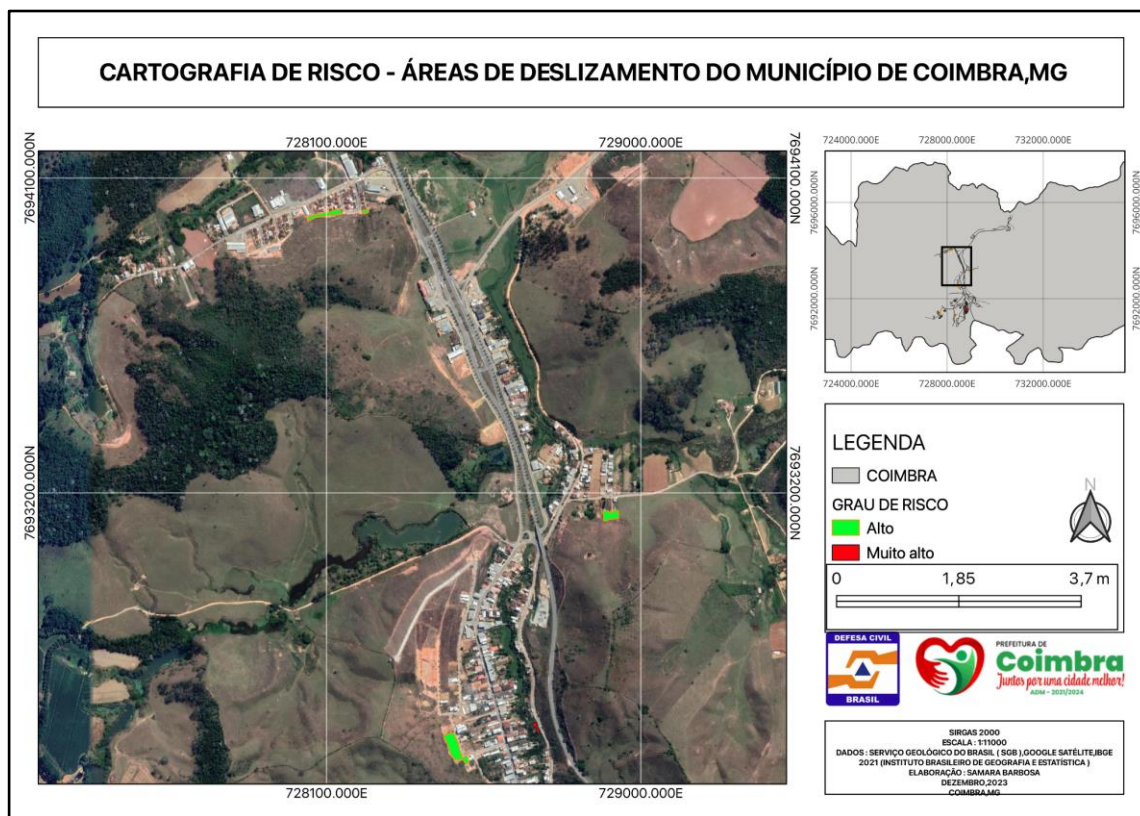 CARTOGRAFIA DE RISCO - ÁREAS DE DESLIZAMENTO DO MUNICÍPIO DE COIMBRA,MG
728100.000E
729000.000E
7694100.000N
7694100.000N
7693200.000N
7693200.000N
728100.000E
729000.000E
724000.000E
728000.000E
732000.000E
7696000.000N
7696000.000N
7692000.000N
7692000.000N
724000.000E
728000.000E
732000.000E
LEGENDA
COIMBRA
GRAU DE RISCO
Alto
Muito alto
N
0 1,85 3,7 m
DEFESA CIVIL
BRASIL
PREFEITURA DE
Coimbra
Juntos por uma cidade melhor!
ADM - 2021/2024
SIRGAS 2000
ESCALA : 1:11000
DADOS : SERVIÇO GEOLÓGICO DO BRASIL ( SGB ),GOOGLE SATÉLITE,IBGE
2021 (INSTITUTO BRASILEIRO DE GEOGRAFIA E ESTATÍSTICA )
ELABORAÇÃO : SAMARA BARBOSA
DEZEMBRO,2023
COIMBRA,MG